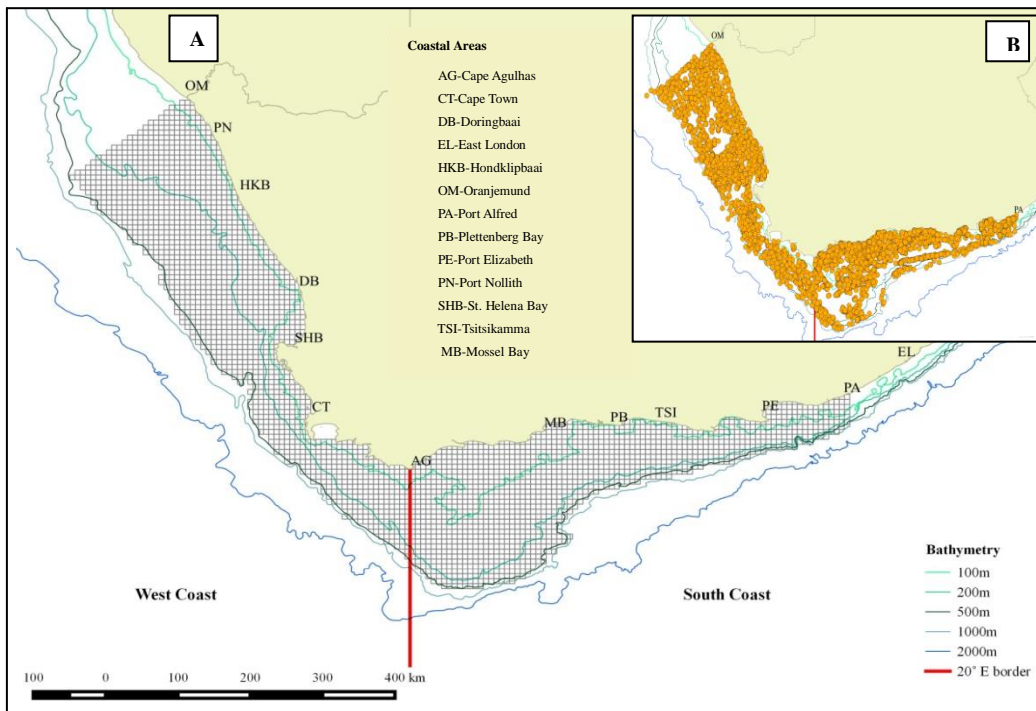 A
B
Coastal Areas
AG-Cape Agulhas
CT-Cape Town
DB-Doringbaai
EL-East London
HKB-Hondklipbaai
OM-Oranjemund
PA-Port Alfred
PB-Plettenberg Bay
PE-Port Elizabeth
PN-Port Nollith
SHB-St. Helena Bay
TSI-Tsitsikamma
MB-Mossel Bay
OM
PN
HKB
DB
SHB
CT
AG
MB
PB
TSI
PE
PA
EL
OM
PA
West Coast
South Coast
Bathymetry
100m
200m
500m
1000m
2000m
20° E border
100 0 100 200 300 400 km